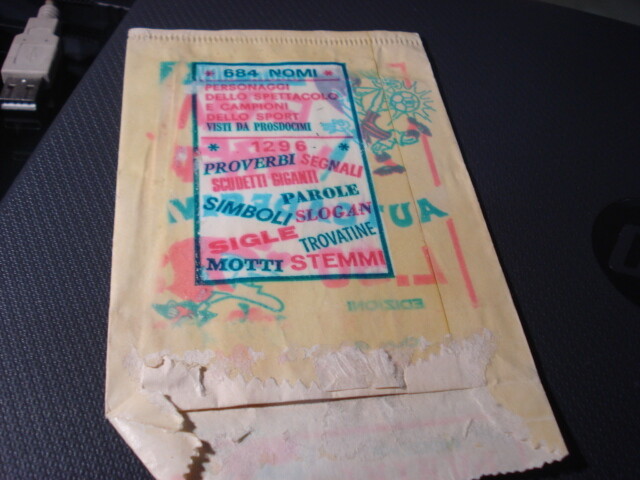 * 684 NOMI *
PERSONAGGI
DELLO SPETTACOLO
E CAMPIONI
DELLO SPORT
VISTI DA PROSDOCIMI
* 1296 *
PROVERBI SEGNALI
SCUDETTI GIGANTI
PAROLE
SIMBOLI SLOGAN
SIGLE TROVATINE
MOTTI STEMMI
EDIZIONI